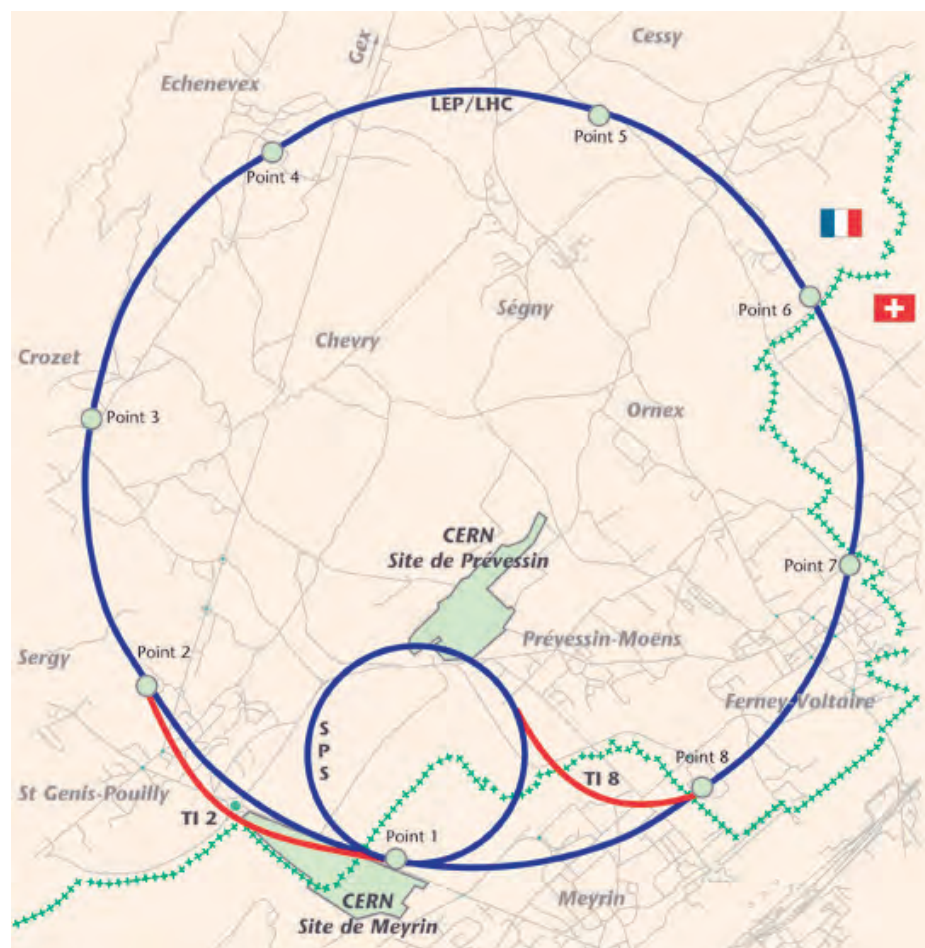 Cessy
Gex
Echenevex
LEP/LHC
Point 5
Point 4
Point 6
Ségny
Chevry
Crozet
Ornex
Point 3
CERN
Site de Prévessin
Point 7
Prévessin-Moëns
Point 2
Sergy
Ferney-Voltaire
S
P
S
Point 8
TI 8
St Genis-Pouilly
TI 2
Point 1
Meyrin
CERN
Site de Meyrin